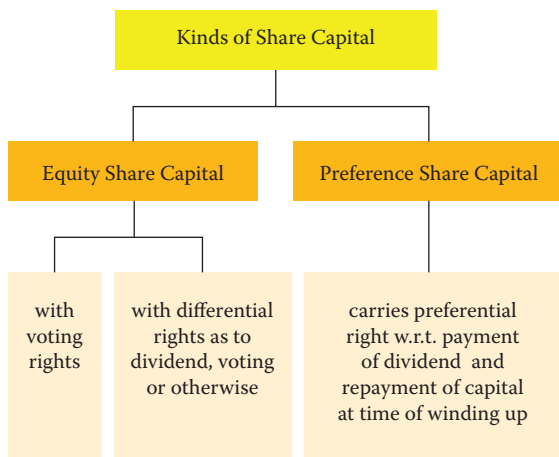 Kinds of Share Capital
Equity Share Capital
Preference Share Capital
with
voting
rights
with differential
rights as to
dividend, voting
or otherwise
carries preferential
right w.r.t. payment
of dividend and
repayment of capital
at time of winding up